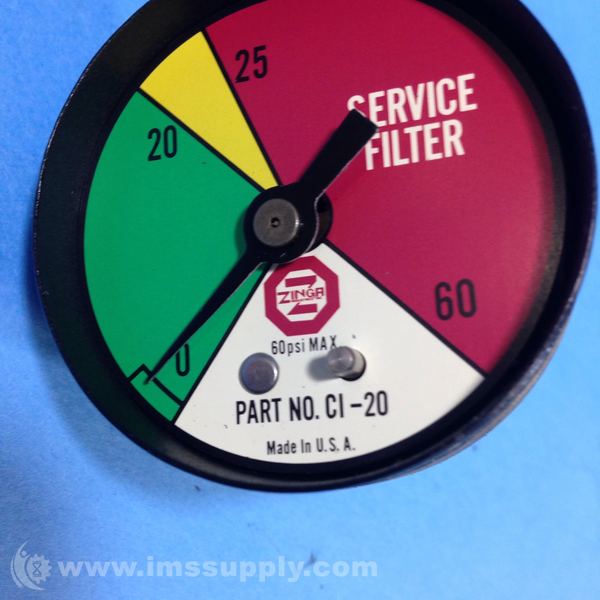 25
20
SERVICE
FILTER
60
ZINGA
0
60psi MAX.
PART NO. CI-20
Made In U.S.A.
www.imssupply.com